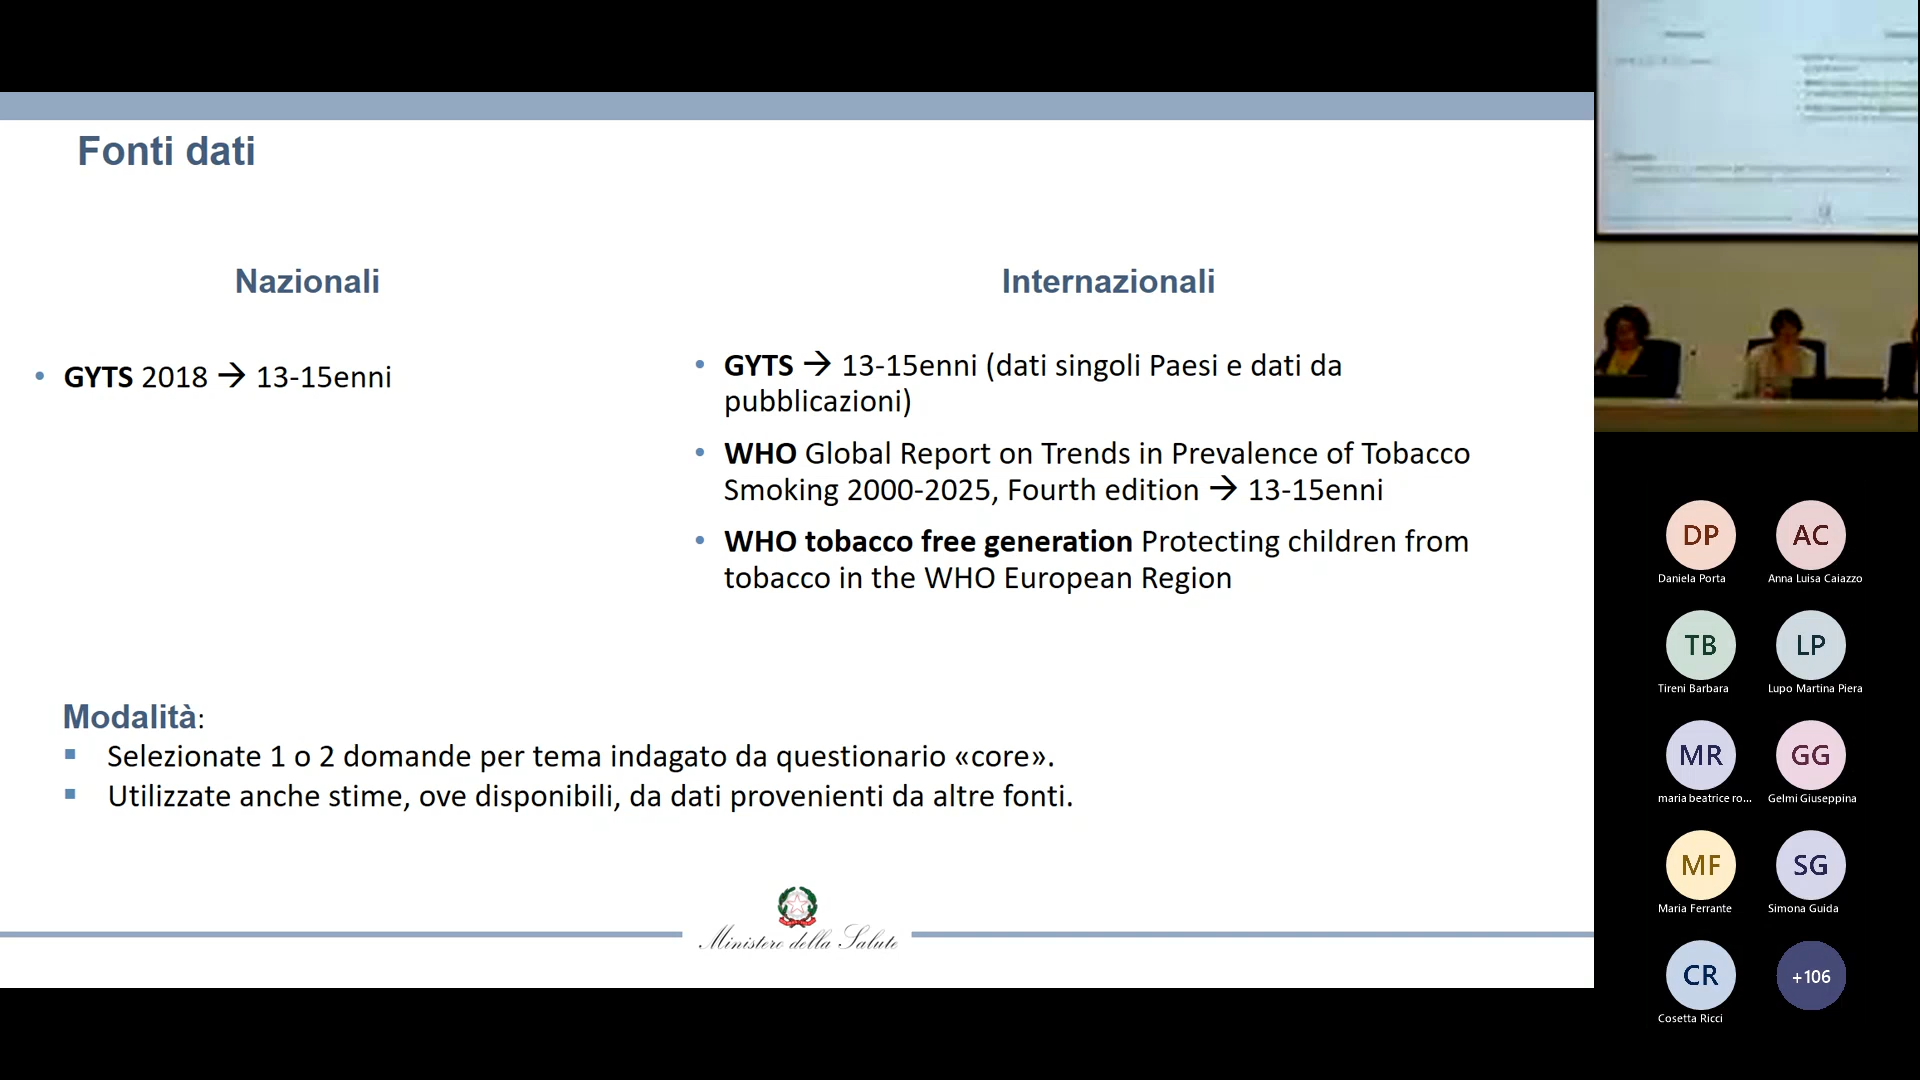 Fonti dati
Nazionali
Internazionali
• GYTS 2018 → 13-15enni
• GYTS → 13-15enni (dati singoli Paesi e dati da
pubblicazioni)
• WHO Global Report on Trends in Prevalence of Tobacco
Smoking 2000-2025, Fourth edition → 13-15enni
• WHO tobacco free generation Protecting children from
tobacco in the WHO European Region
Modalità:
▪ Selezionate 1 o 2 domande per tema indagato da questionario «core».
▪ Utilizzate anche stime, ove disponibili, da dati provenienti da altre fonti.
Ministero della Salute
DP
AC
Daniela Porta
Anna Luisa Caiazzo
TB
LP
Tireni Barbara
Lupo Martina Piera
MR
GG
maria beatrice ro...
Gelmi Giuseppina
MF
SG
Maria Ferrante
Simona Guida
CR
+106
Cosetta Ricci